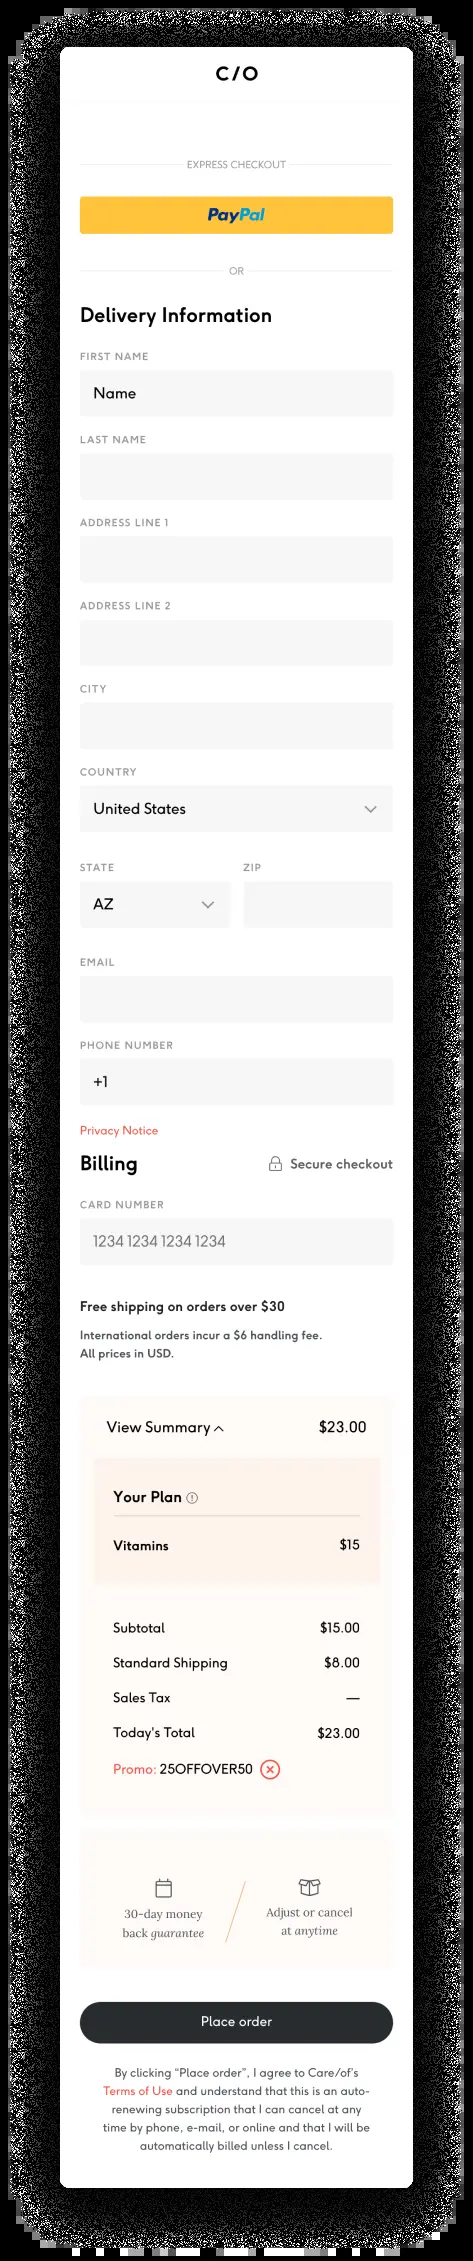 C/O
EXPRESS CHECKOUT
PayPal
OR
Delivery Information
FIRST NAME
Name
LAST NAME
ADDRESS LINE 1
ADDRESS LINE 2
CITY
COUNTRY
United States
STATE ZIP
AZ
EMAIL
PHONE NUMBER
+1
Privacy Notice
Billing Secure checkout
CARD NUMBER
1234 1234 1234 1234
Free shipping on orders over $30
International orders incur a $6 handling fee.
All prices in USD.
View Summary $23.00
Your Plan
Vitamins $15
Subtotal $15.00
Standard Shipping $8.00
Sales Tax —
Today's Total $23.00
Promo: 25OFFOVER50
30-day money
back guarantee
Adjust or cancel
at anytime
Place order
By clicking “Place order”, I agree to Care/of’s
Terms of Use and understand that this is an auto-
renewing subscription that I can cancel at any
time by phone, e-mail, or online and that I will be
automatically billed unless I cancel.